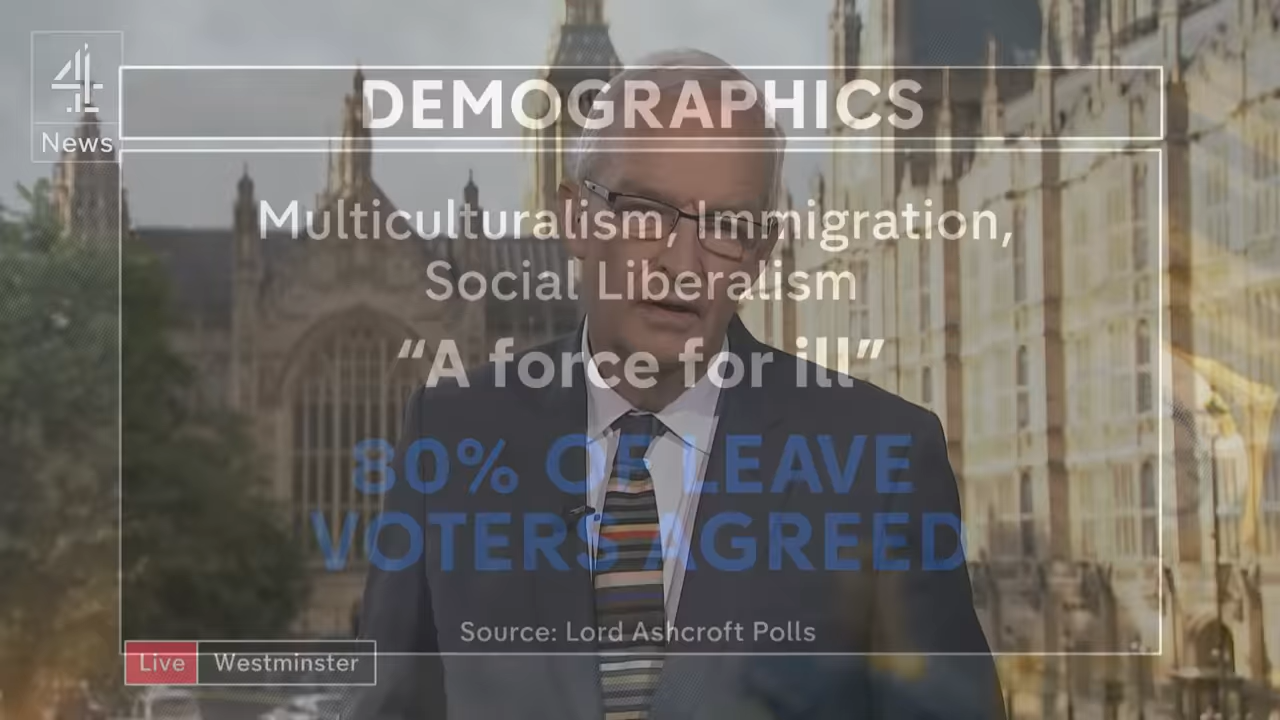 4
News
DEMOGRAPHICS
Multiculturalism, Immigration,
Social Liberalism
“A force for ill”
80% OF LEAVE
VOTERS AGREED
Source: Lord Ashcroft Polls
Live Westminster